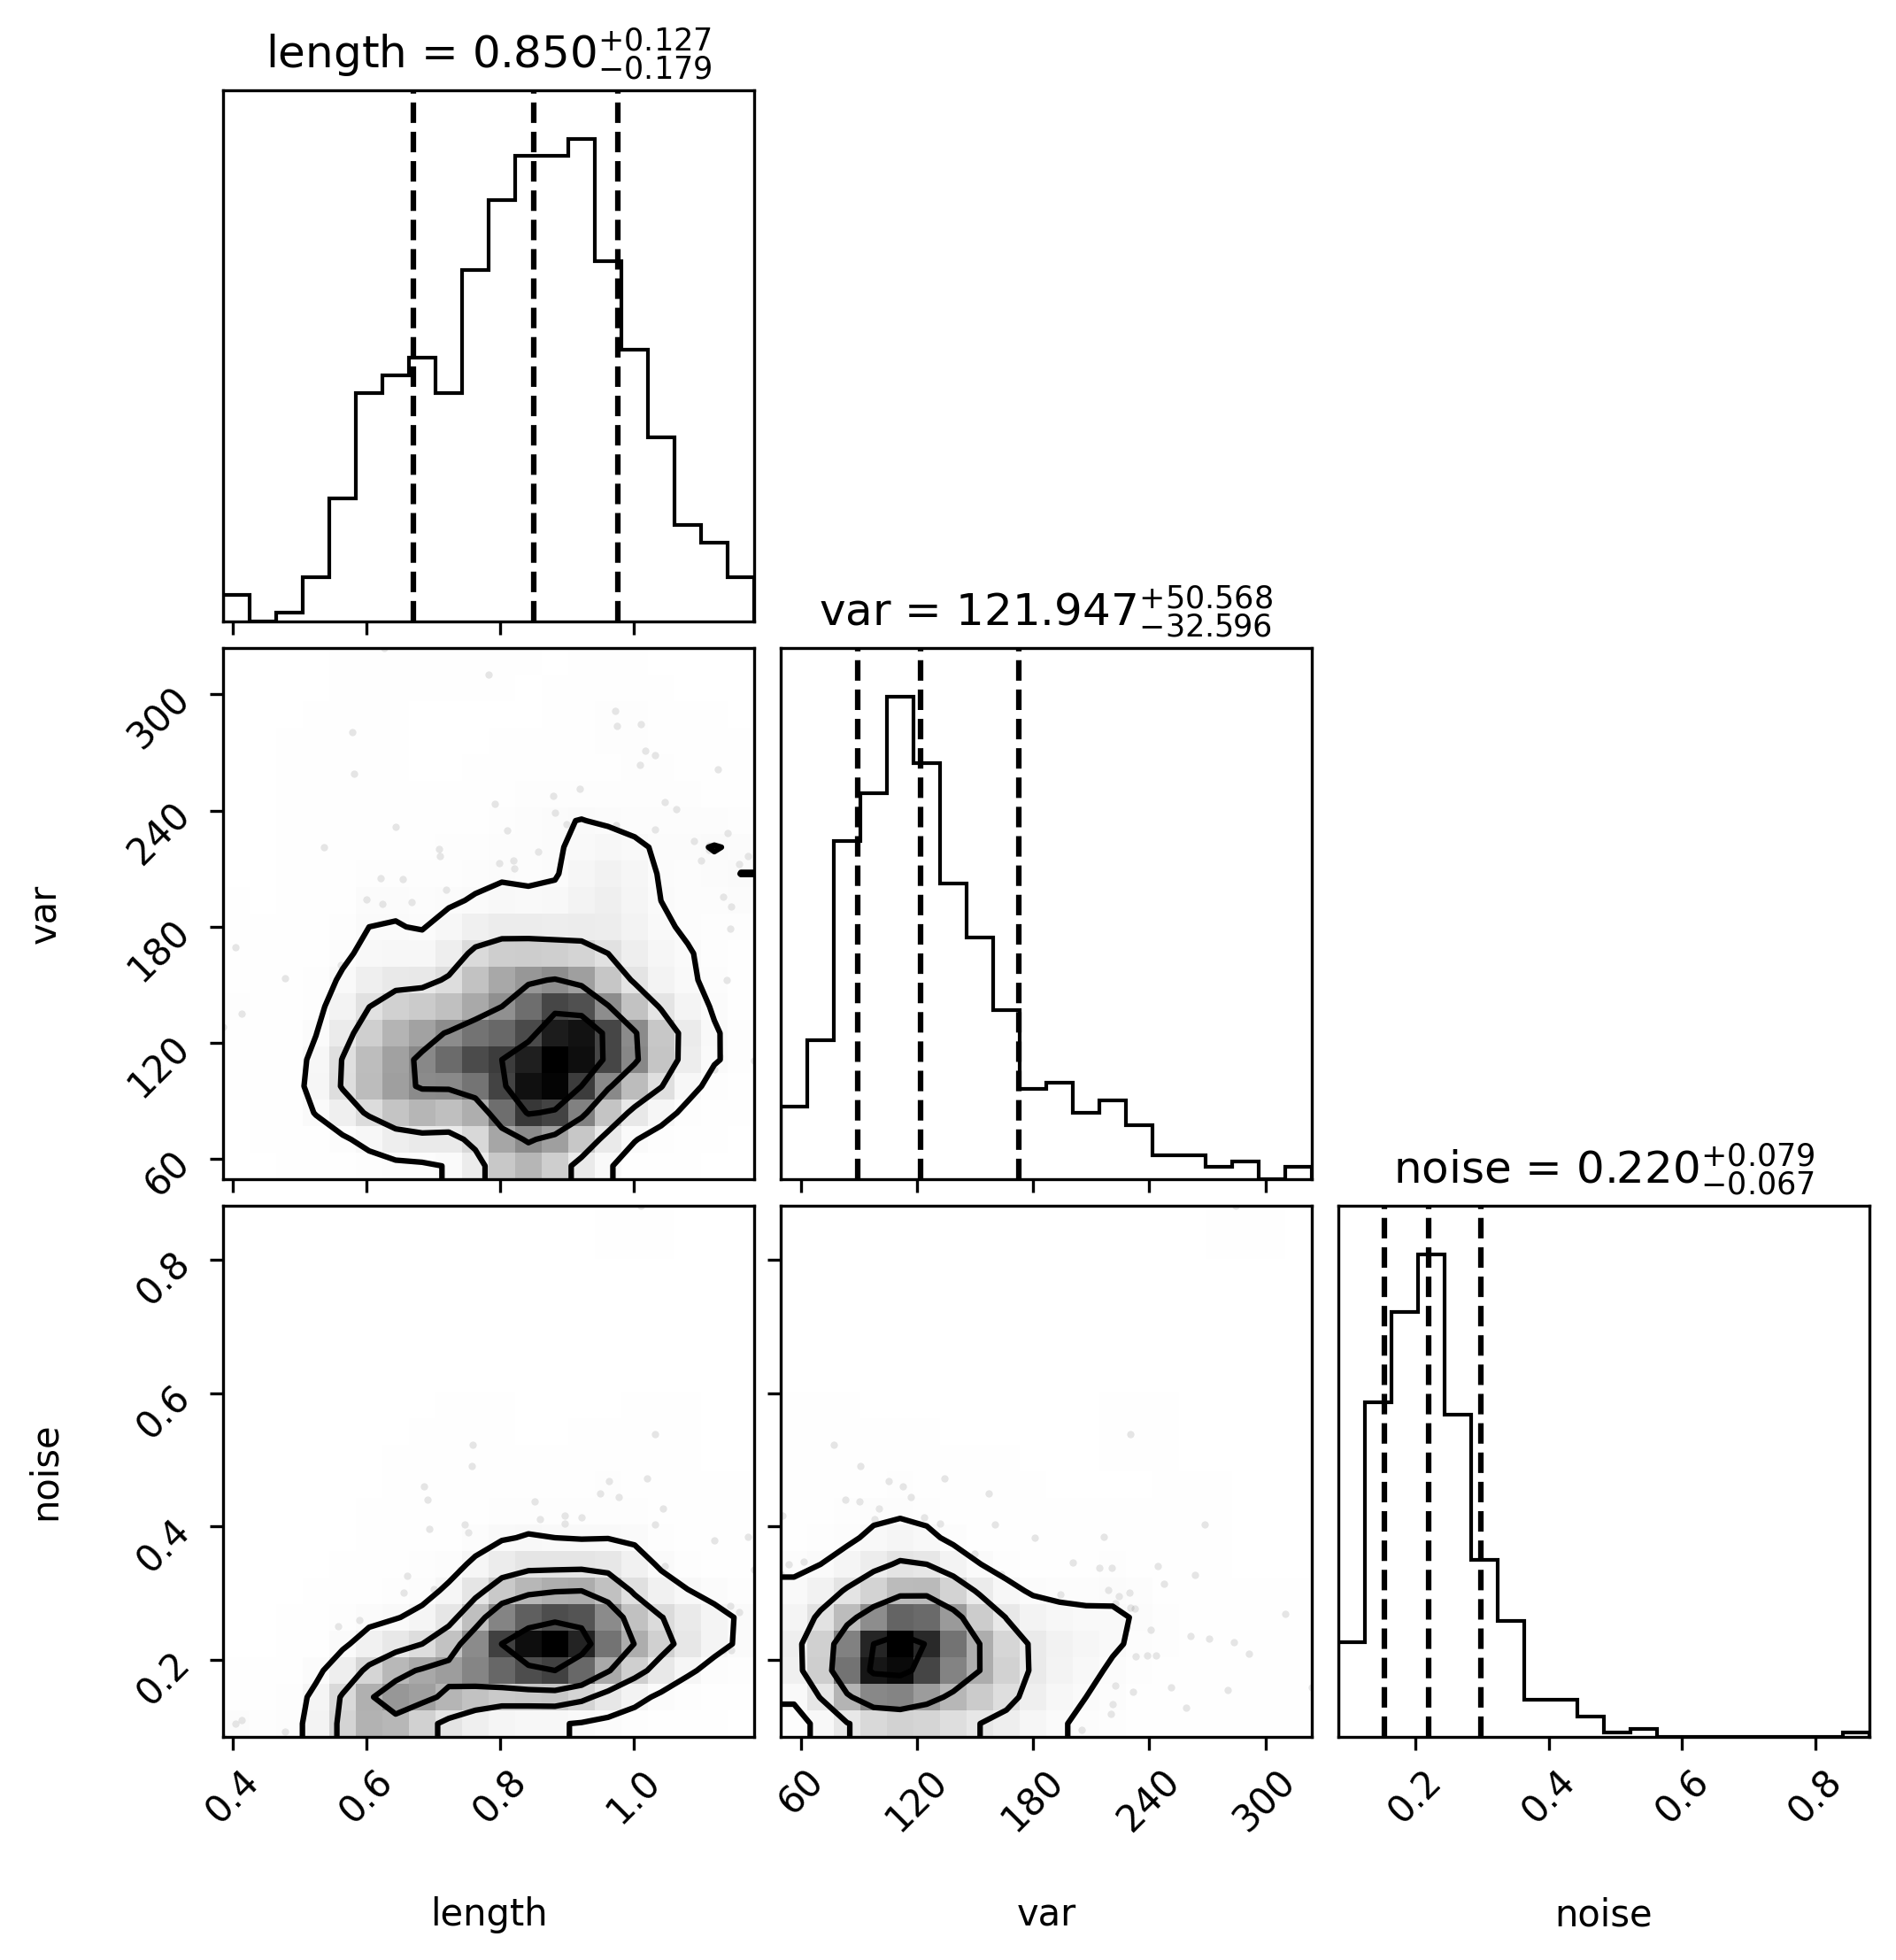 length = 0.850+0.127−0.179
var = 121.947+50.568−32.596
300
240
180
120
60
var
noise = 0.220+0.079−0.067
0.8
0.6
0.4
0.2
noise
0.4 0.6 0.8 1.0
60 120 180 240 300
0.2 0.4 0.6 0.8
length
var
noise